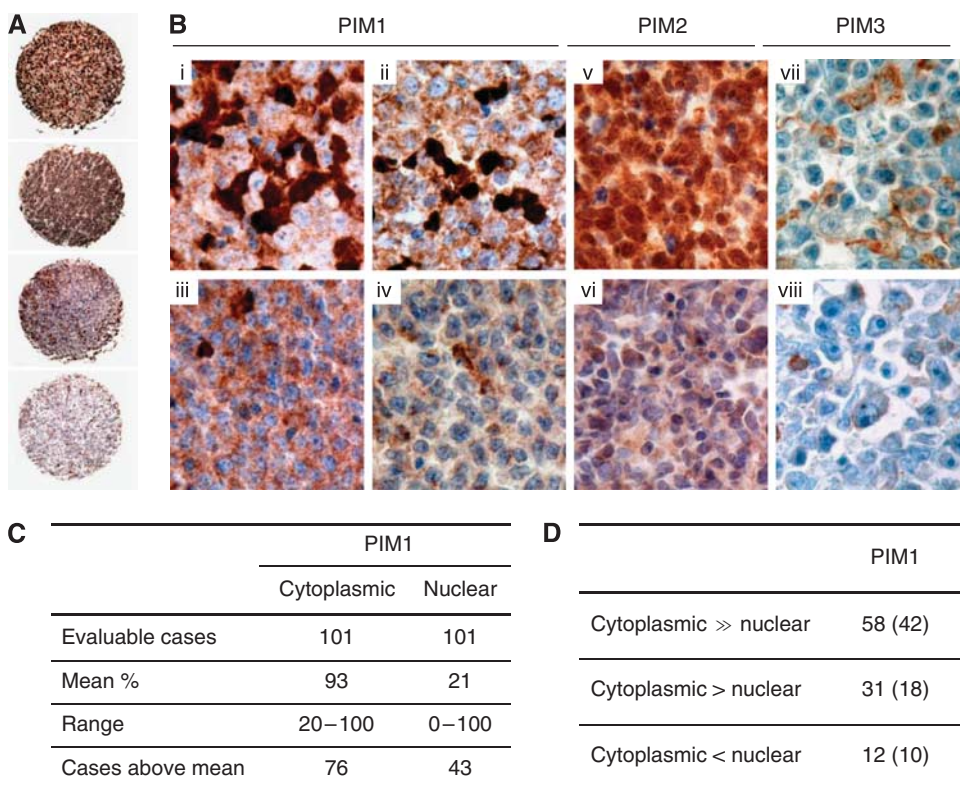 A
B
PIM1 PIM2 PIM3
i ii v vii
iii iv vi viii
C
PIM1
Cytoplasmic Nuclear
Evaluable cases 101 101
Mean % 93 21
Range 20–100 0–100
Cases above mean 76 43
D
PIM1
Cytoplasmic ≫ nuclear 58 (42)
Cytoplasmic > nuclear 31 (18)
Cytoplasmic < nuclear 12 (10)